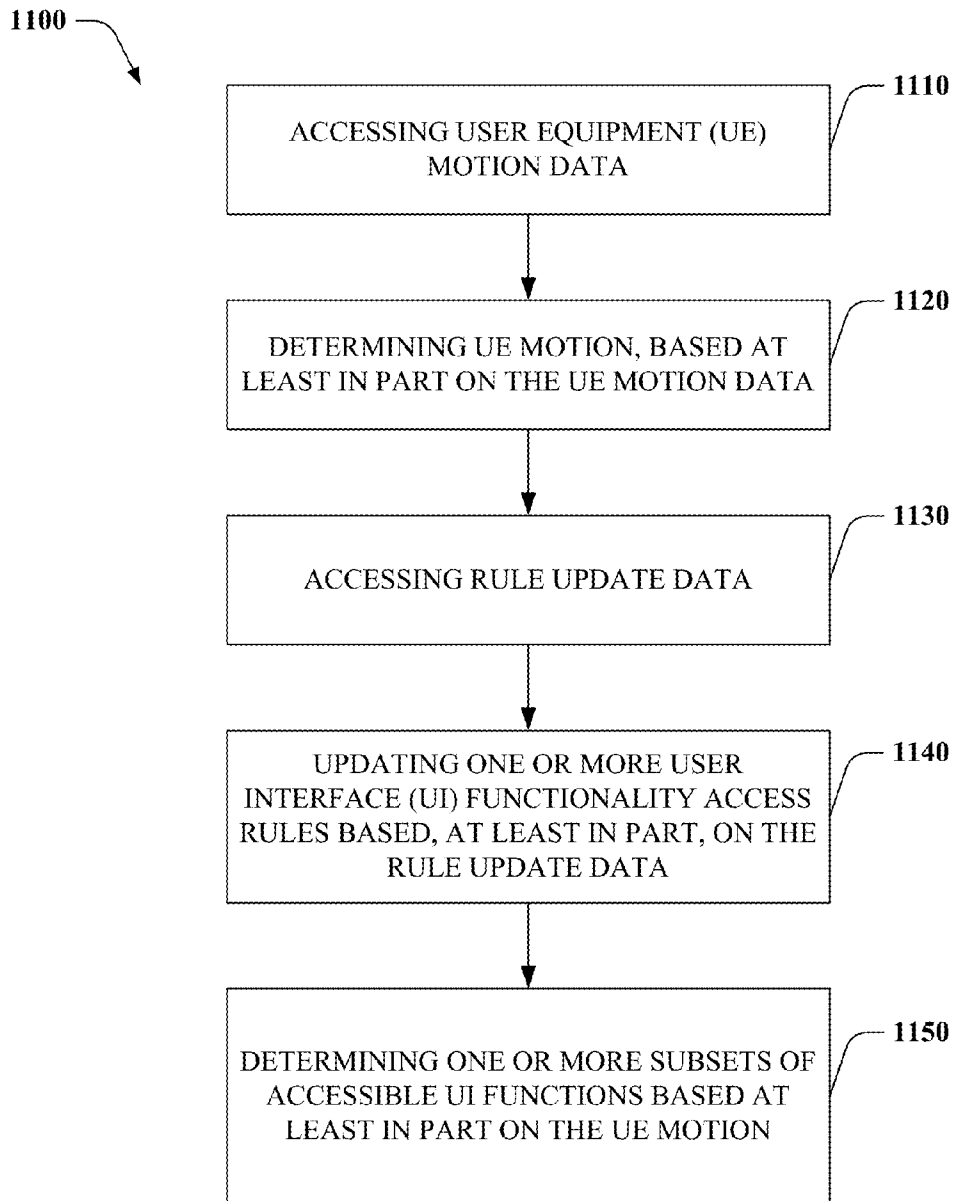 1100
1110
ACCESSING USER EQUIPMENT (UE)
MOTION DATA
1120
DETERMINING UE MOTION, BASED AT
LEAST IN PART ON THE UE MOTION DATA
1130
ACCESSING RULE UPDATE DATA
1140
UPDATING ONE OR MORE USER
INTERFACE (UI) FUNCTIONALITY ACCESS
RULES BASED, AT LEAST IN PART, ON THE
RULE UPDATE DATA
1150
DETERMINING ONE OR MORE SUBSETS OF
ACCESSIBLE UI FUNCTIONS BASED AT
LEAST IN PART ON THE UE MOTION